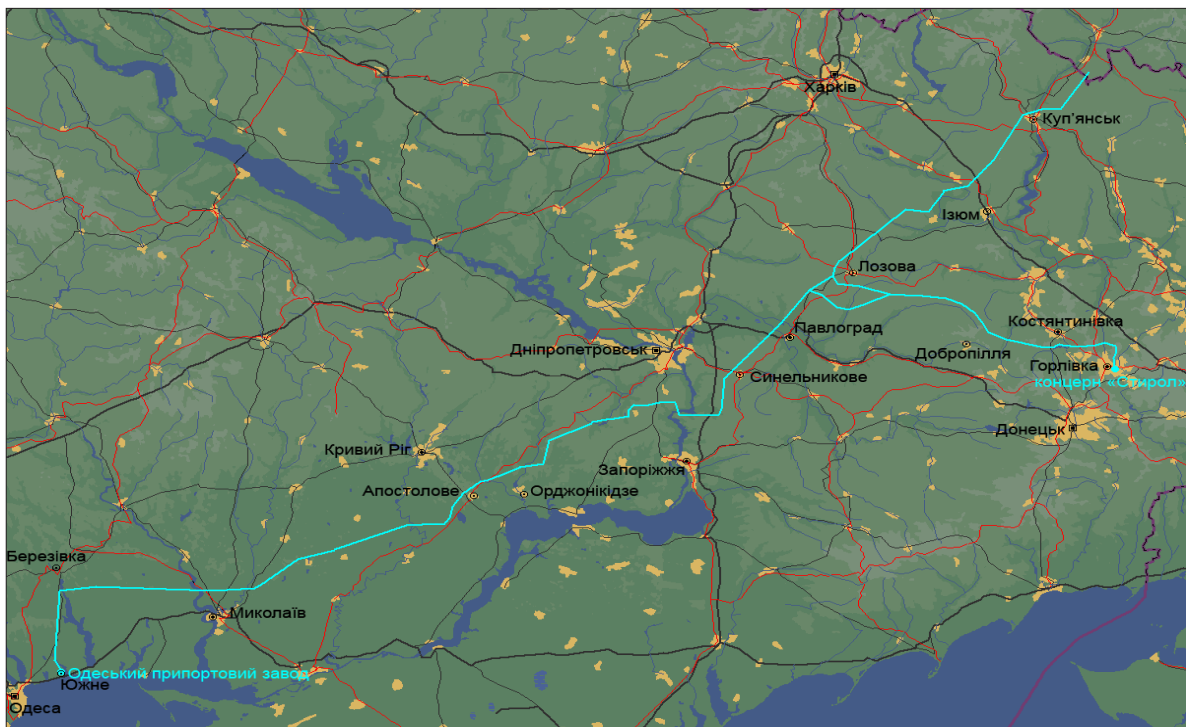 Харків
Куп'янськ
Ізюм
Лозова
Костянтинівка
Павлоград
Дніпропетровськ
Добропілля
Горлівка
Синельникове
концерн «Стирол»
Донецьк
Кривий Ріг
Запоріжжя
Апостолове
Орджонікідзе
Березівка
Миколаїв
Одеський припортовий завод
Южне
Одеса